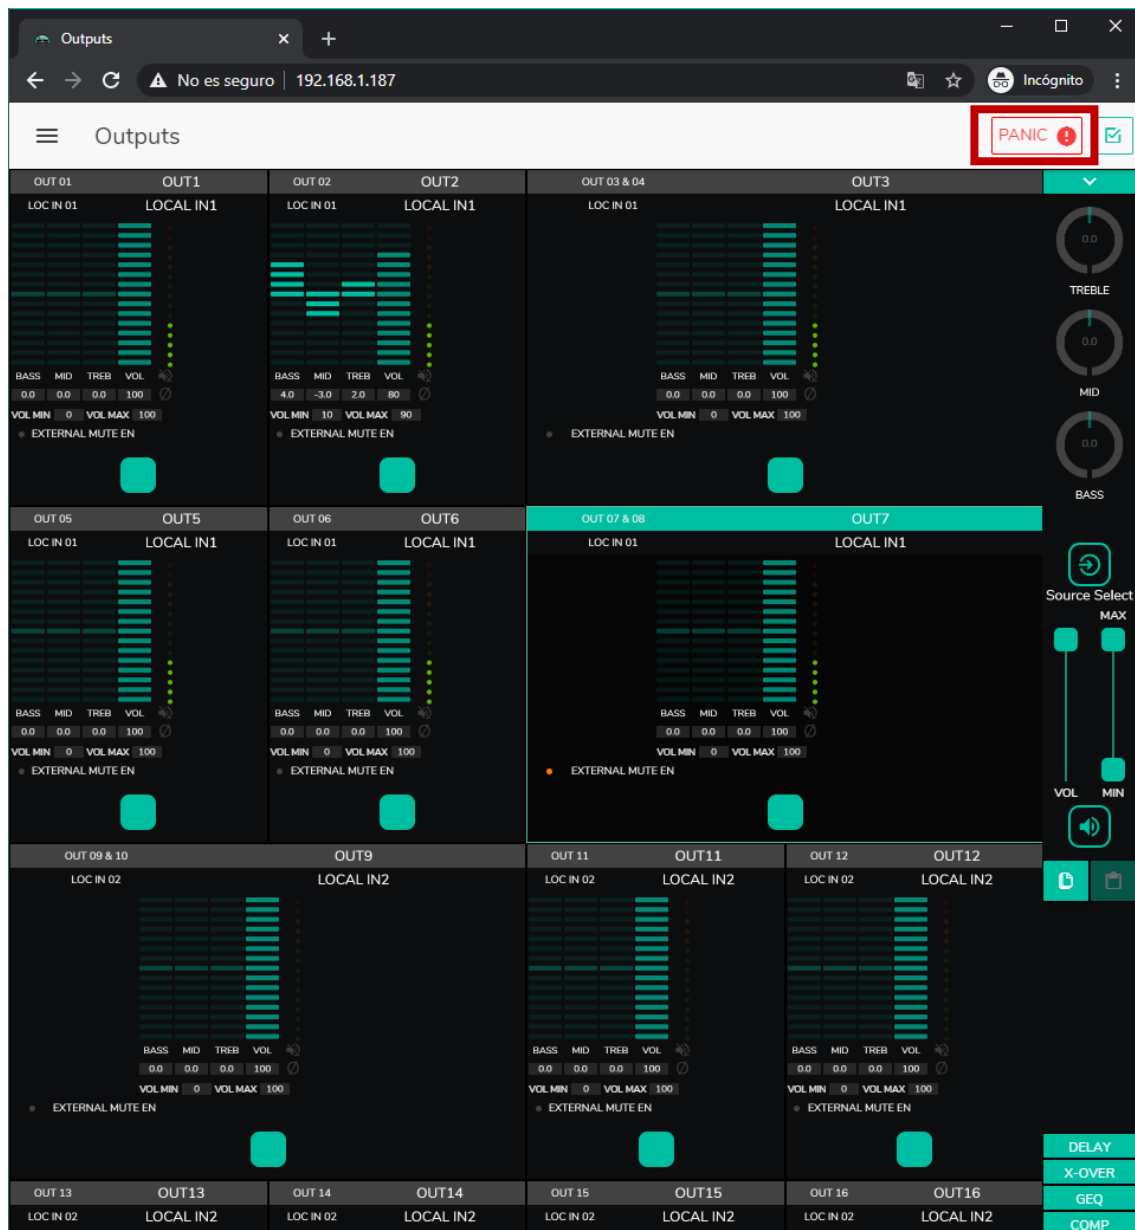 Outputs
No es seguro 192.168.1.187 Incógnito
Outputs PANIC
OUT 01 OUT1 OUT 02 OUT2 OUT 03 & 04 OUT3
LOC IN 01 LOCAL IN1 LOC IN 01 LOCAL IN1 LOC IN 01 LOCAL IN1
0.0
TREBLE
0.0
BASS MID TREB VOL BASS MID TREB VOL BASS MID TREB VOL
0.0 0.0 0.0 100 4.0 -3.0 2.0 80 0.0 0.0 0.0 100 MID
VOL MIN 0 VOL MAX 100 VOL MIN 10 VOL MAX 90 VOL MIN 0 VOL MAX 100
EXTERNAL MUTE EN EXTERNAL MUTE EN EXTERNAL MUTE EN
0.0
BASS
OUT 05 OUT5 OUT 06 OUT6 OUT 07 & 08 OUT7
LOC IN 01 LOCAL IN1 LOC IN 01 LOCAL IN1 LOC IN 01 LOCAL IN1
Source Select
MAX
BASS MID TREB VOL BASS MID TREB VOL BASS MID TREB VOL
0.0 0.0 0.0 100 0.0 0.0 0.0 100 0.0 0.0 0.0 100
VOL MIN 0 VOL MAX 100 VOL MIN 0 VOL MAX 100 VOL MIN 0 VOL MAX 100
EXTERNAL MUTE EN EXTERNAL MUTE EN EXTERNAL MUTE EN
VOL MIN
OUT 09 & 10 OUT9 OUT 11 OUT11 OUT 12 OUT12
LOC IN 02 LOCAL IN2 LOC IN 02 LOCAL IN2 LOC IN 02 LOCAL IN2
BASS MID TREB VOL BASS MID TREB VOL BASS MID TREB VOL
0.0 0.0 0.0 100 0.0 0.0 0.0 100 0.0 0.0 0.0 100
VOL MIN 0 VOL MAX 100 VOL MIN 0 VOL MAX 100 VOL MIN 0 VOL MAX 100
EXTERNAL MUTE EN EXTERNAL MUTE EN EXTERNAL MUTE EN
DELAY
X-OVER
OUT 13 OUT13 OUT 14 OUT14 OUT 15 OUT15 OUT 16 OUT16 GEQ
LOC IN 02 LOCAL IN2 LOC IN 02 LOCAL IN2 LOC IN 02 LOCAL IN2 LOC IN 02 LOCAL IN2 COMP